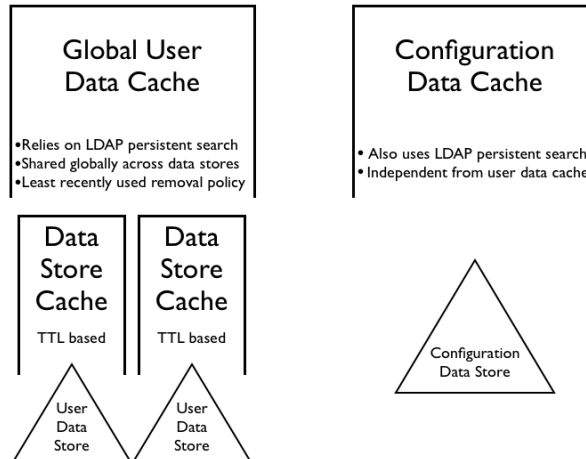 Global User
Data Cache
•Relies on LDAP persistent search
•Shared globally across data stores
•Least recently used removal policy
Configuration
Data Cache
• Also uses LDAP persistent search
• Independent from user data cache
Data
Store
Cache
TTL based
Data
Store
Cache
TTL based
User
Data
Store
User
Data
Store
Configuration
Data Store